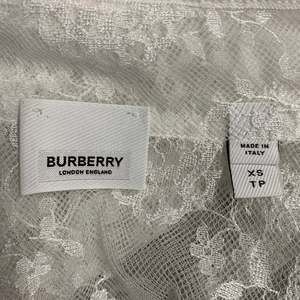 BURBERRY
LONDON ENGLAND
MADE IN
ITALY
XS
TP